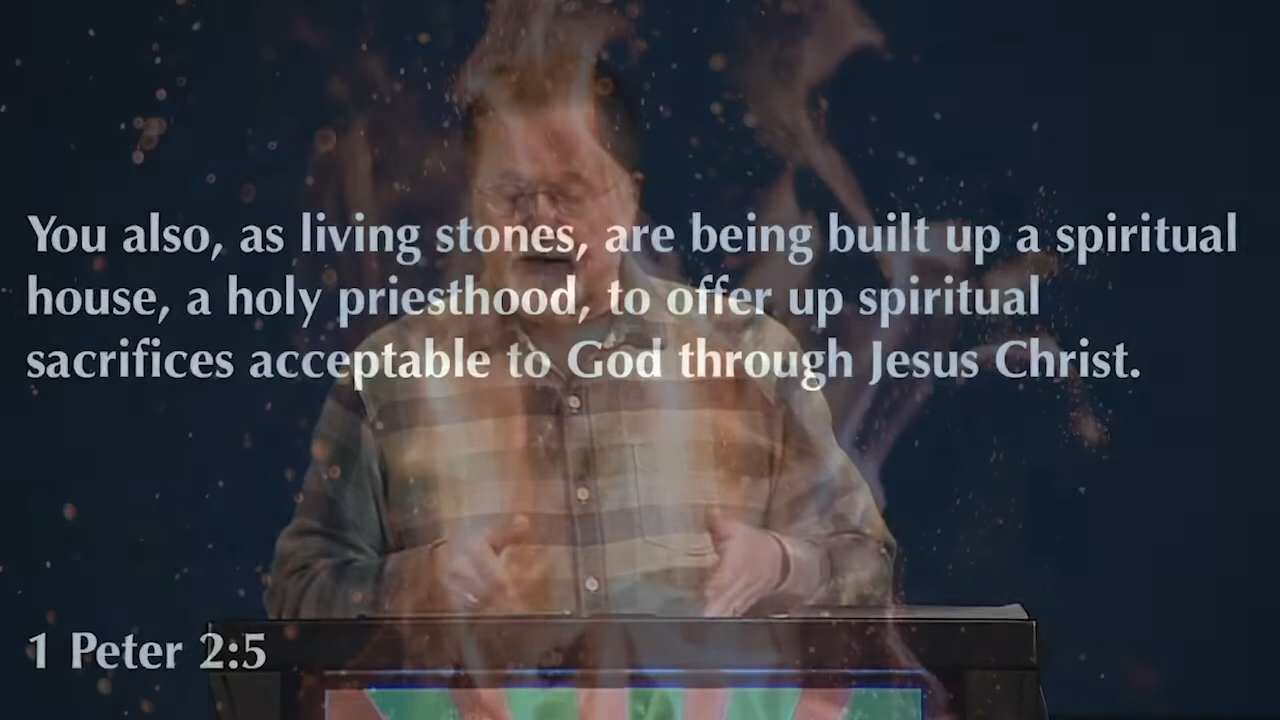 You also, as living stones, are being built up a spiritual
house, a holy priesthood, to offer up spiritual
sacrifices acceptable to God through Jesus Christ.
1 Peter 2:5